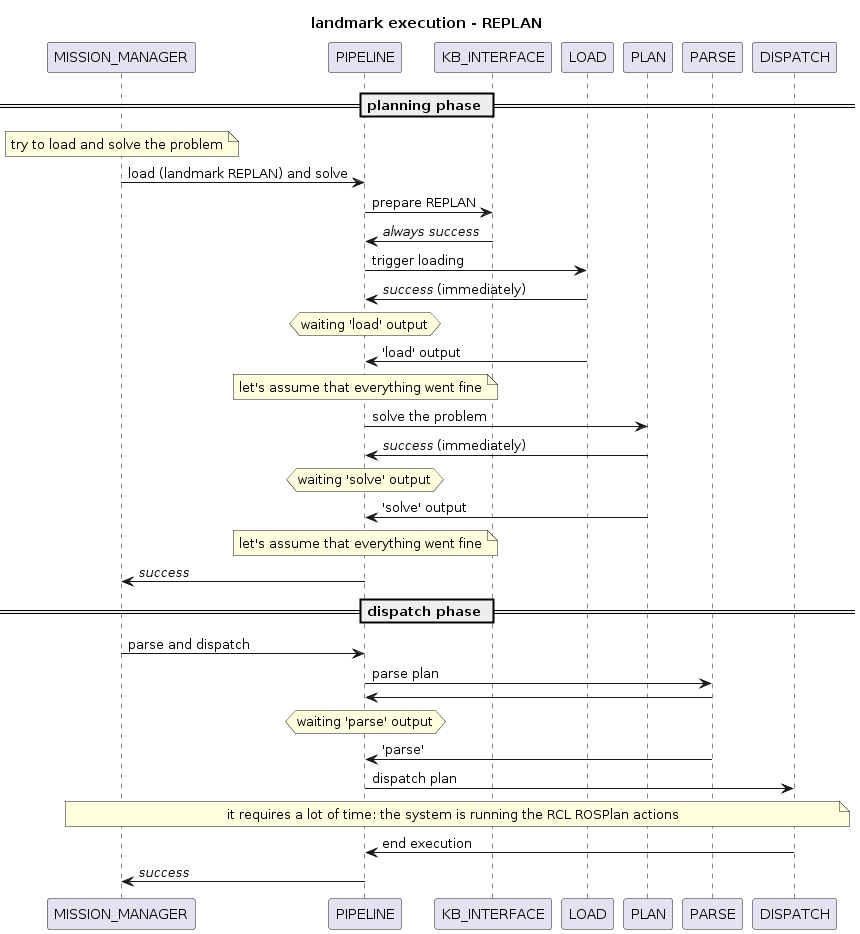 landmark execution - REPLAN
MISSION_MANAGER PIPELINE KB_INTERFACE LOAD PLAN PARSE DISPATCH
planning phase
try to load and solve the problem
load (landmark REPLAN) and solve
prepare REPLAN
always success
trigger loading
success (immediately)
waiting 'load' output
'load' output
let's assume that everything went fine
solve the problem
success (immediately)
waiting 'solve' output
'solve' output
let's assume that everything went fine
success
dispatch phase
parse and dispatch
parse plan
waiting 'parse' output
'parse'
dispatch plan
it requires a lot of time: the system is running the RCL ROSPlan actions
end execution
success
MISSION_MANAGER PIPELINE KB_INTERFACE LOAD PLAN PARSE DISPATCH